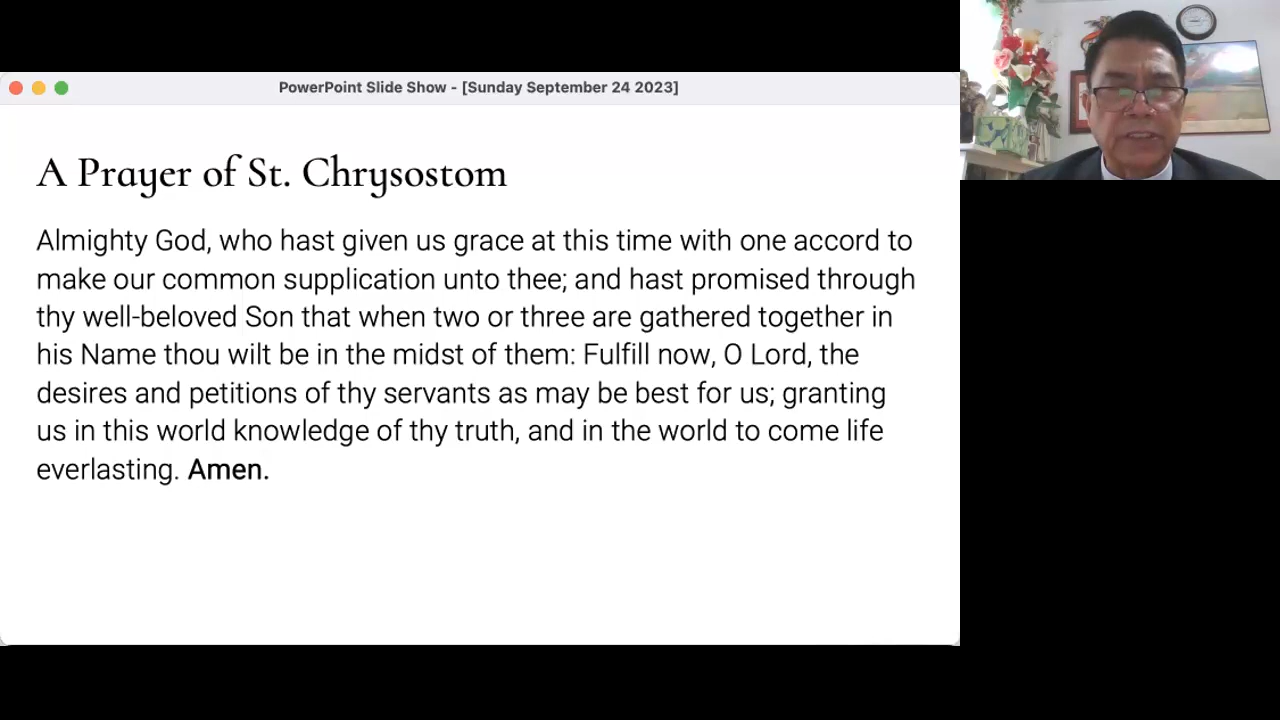 PowerPoint Slide Show - [Sunday September 24 2023]
A Prayer of St. Chrysostom
Almighty God, who hast given us grace at this time with one accord to
make our common supplication unto thee; and hast promised through
thy well-beloved Son that when two or three are gathered together in
his Name thou wilt be in the midst of them: Fulfill now, O Lord, the
desires and petitions of thy servants as may be best for us; granting
us in this world knowledge of thy truth, and in the world to come life
everlasting. Amen.